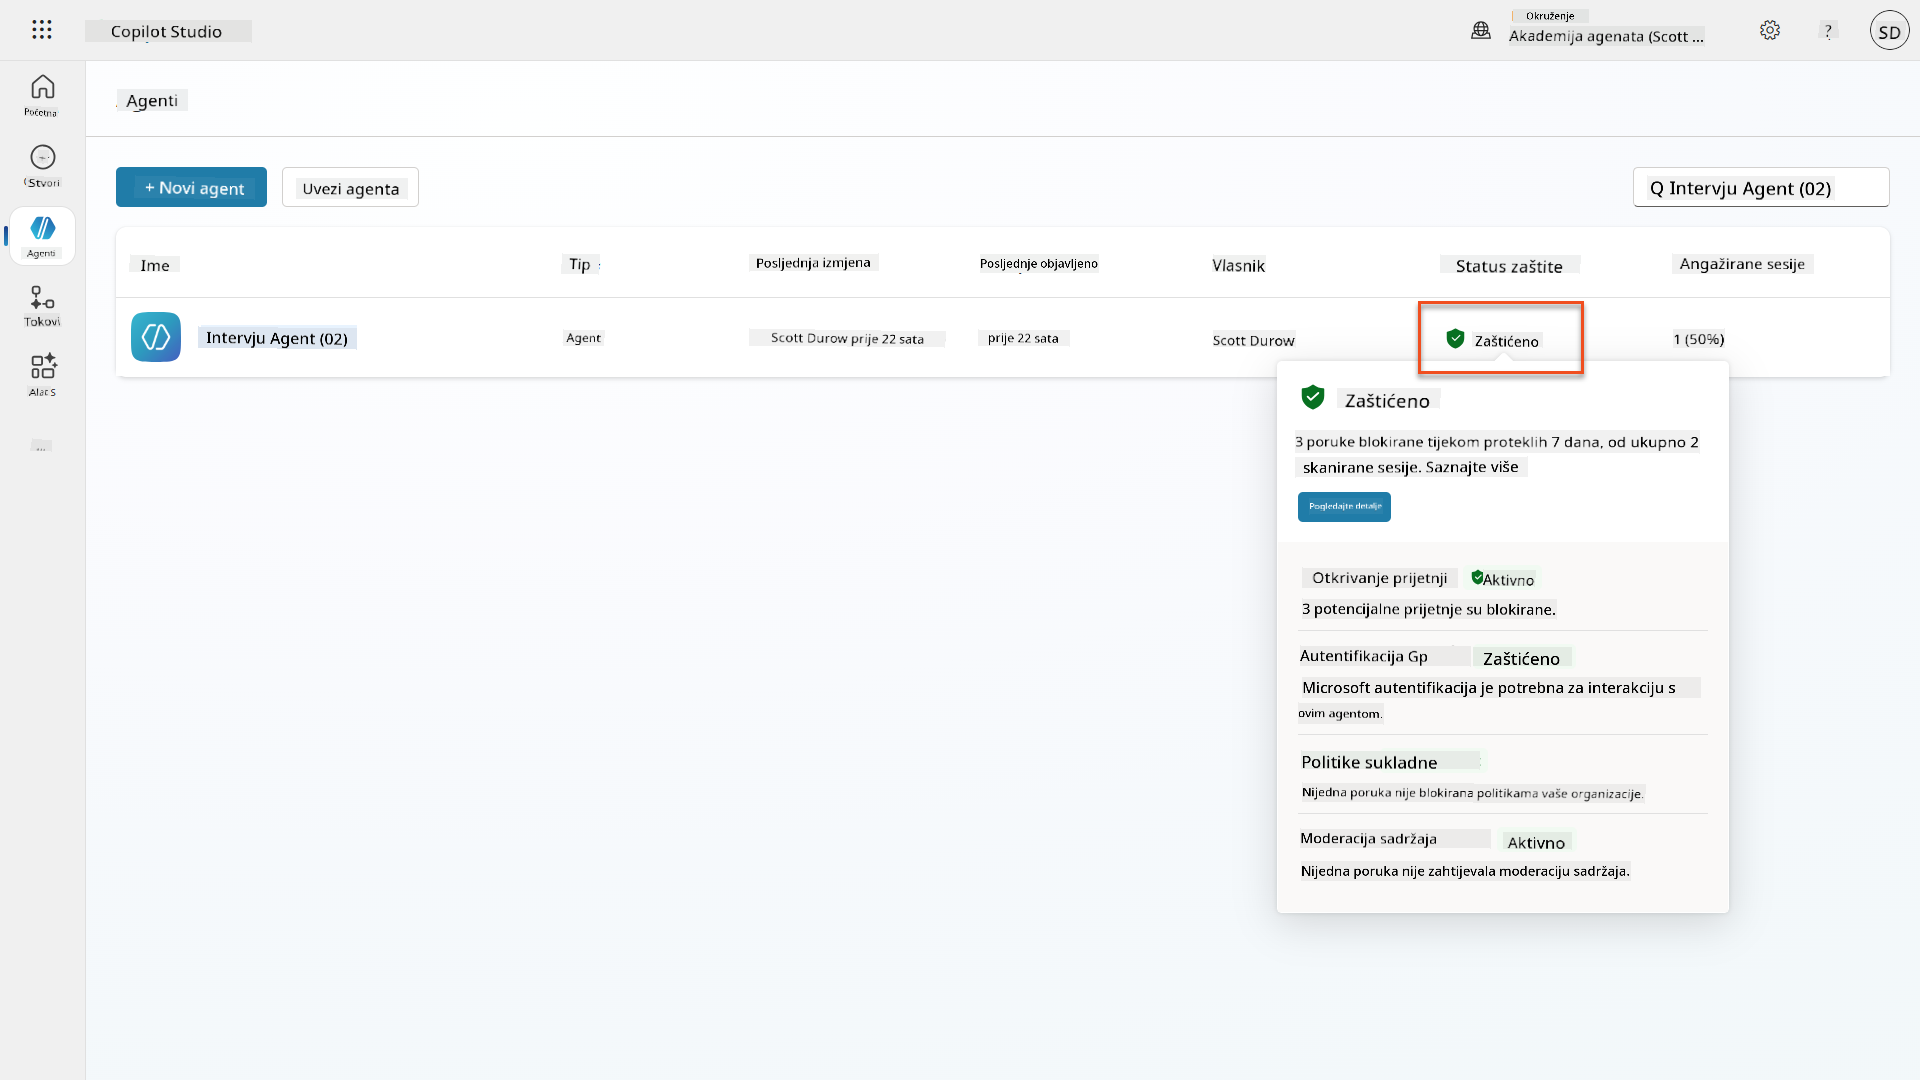 Copilot Studio
Okruženje
Akademija agenata (Scott ...
?
SD
Početna
Stvori
Agenti
Tokovi
Alat S
...
Agenti
+ Novi agent
Uvezi agenta
Q Intervju Agent (02)
Ime
Tip
Posljednja izmjena
Posljednje objavljeno
Vlasnik
Status zaštite
Angažirane sesije
Intervju Agent (02)
Agent
Scott Durow prije 22 sata
prije 22 sata
Scott Durow
Zaštićeno
1 (50%)
Zaštićeno
3 poruke blokirane tijekom proteklih 7 dana, od ukupno 2
skanirane sesije. Saznajte više
Pogledajte detalje
Otkrivanje prijetnji Aktivno
3 potencijalne prijetnje su blokirane.
Autentifikacija Gp Zaštićeno
Microsoft autentifikacija je potrebna za interakciju s
ovim agentom.
Politike sukladne
Nijedna poruka nije blokirana politikama vaše organizacije.
Moderacija sadržaja Aktivno
Nijedna poruka nije zahtijevala moderaciju sadržaja.